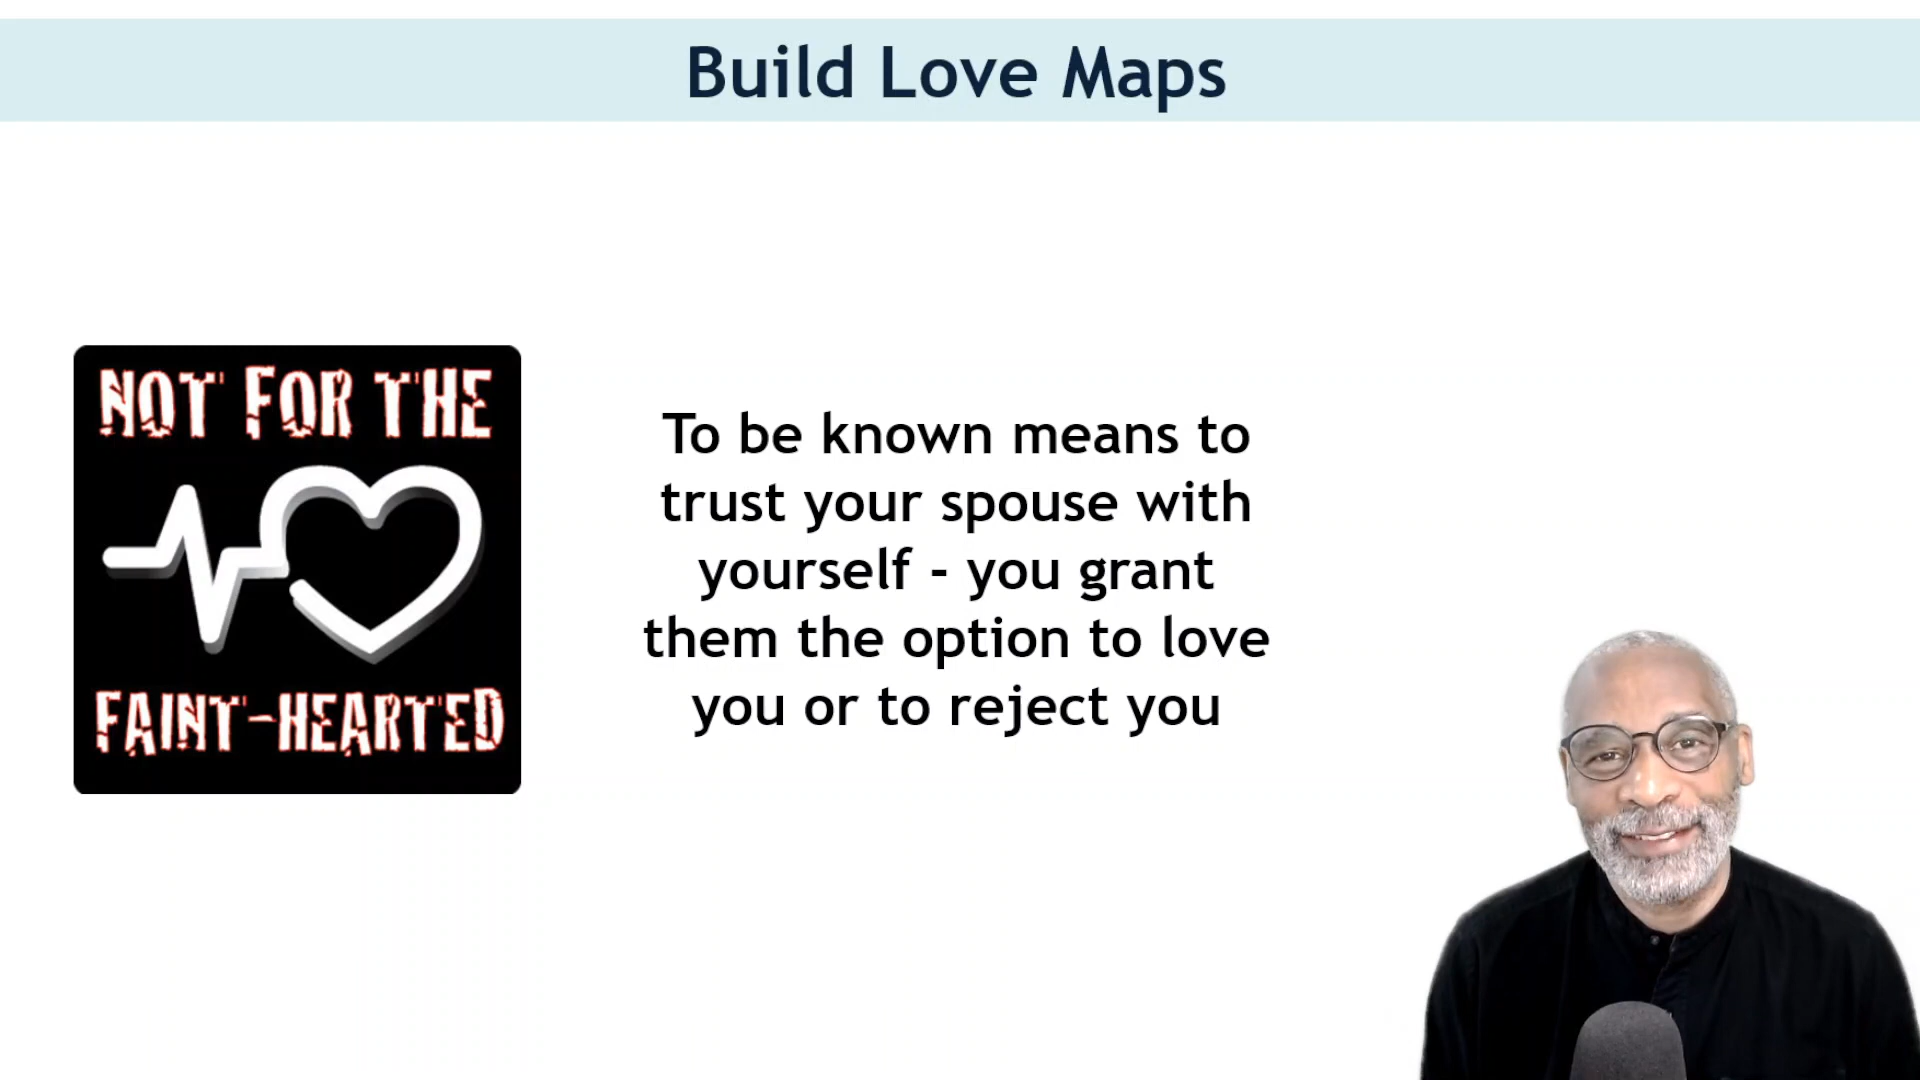 Build Love Maps
NOT FOR THE
FAINT-HEARTED
To be known means to
trust your spouse with
yourself - you grant
them the option to love
you or to reject you